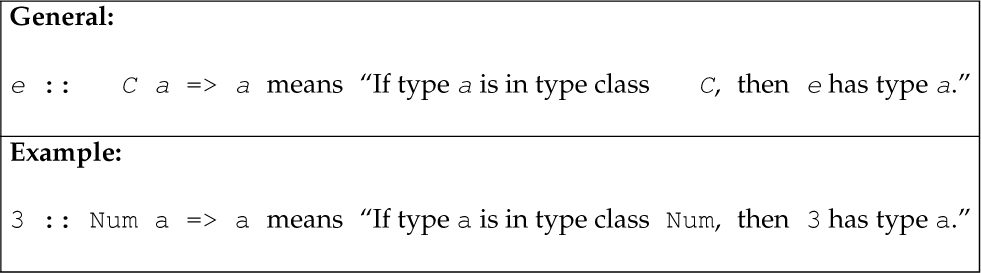 General:
e :: C a => a means “If type a is in type class C, then e has type a.”
Example:
3 :: Num a => a means “If type a is in type class Num, then 3 has type a.”